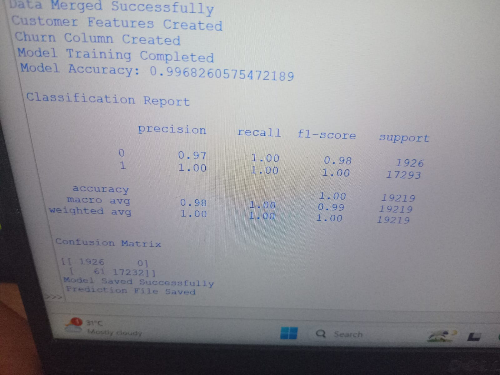 Data Merged Successfully
Customer Features Created
Churn Column Created
Model Training Completed
Model Accuracy: 0.9968260575472189
Classification Report
precision recall f1-score support
0 0.97 1.00 0.98 1926
1 1.00 1.00 1.00 17293
accuracy 1.00 19219
macro avg 0.98 1.00 0.99 19219
weighted avg 1.00 1.00 1.00 19219
Confusion Matrix
[[ 1926 0]
[ 61 17232]]
Model Saved Successfully
Prediction File Saved
>>>
1
31°C
Mostly cloudy
Search